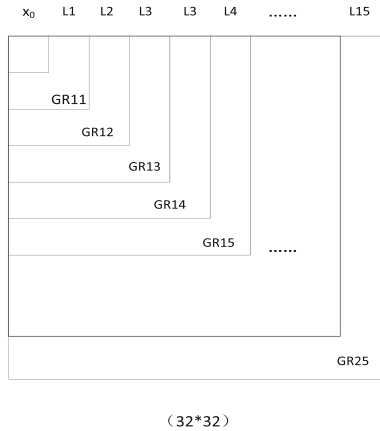 x₀ L1 L2 L3 L3 L4 ...... L15
GR11
GR12
GR13
GR14
GR15 ......
GR25
（32*32）